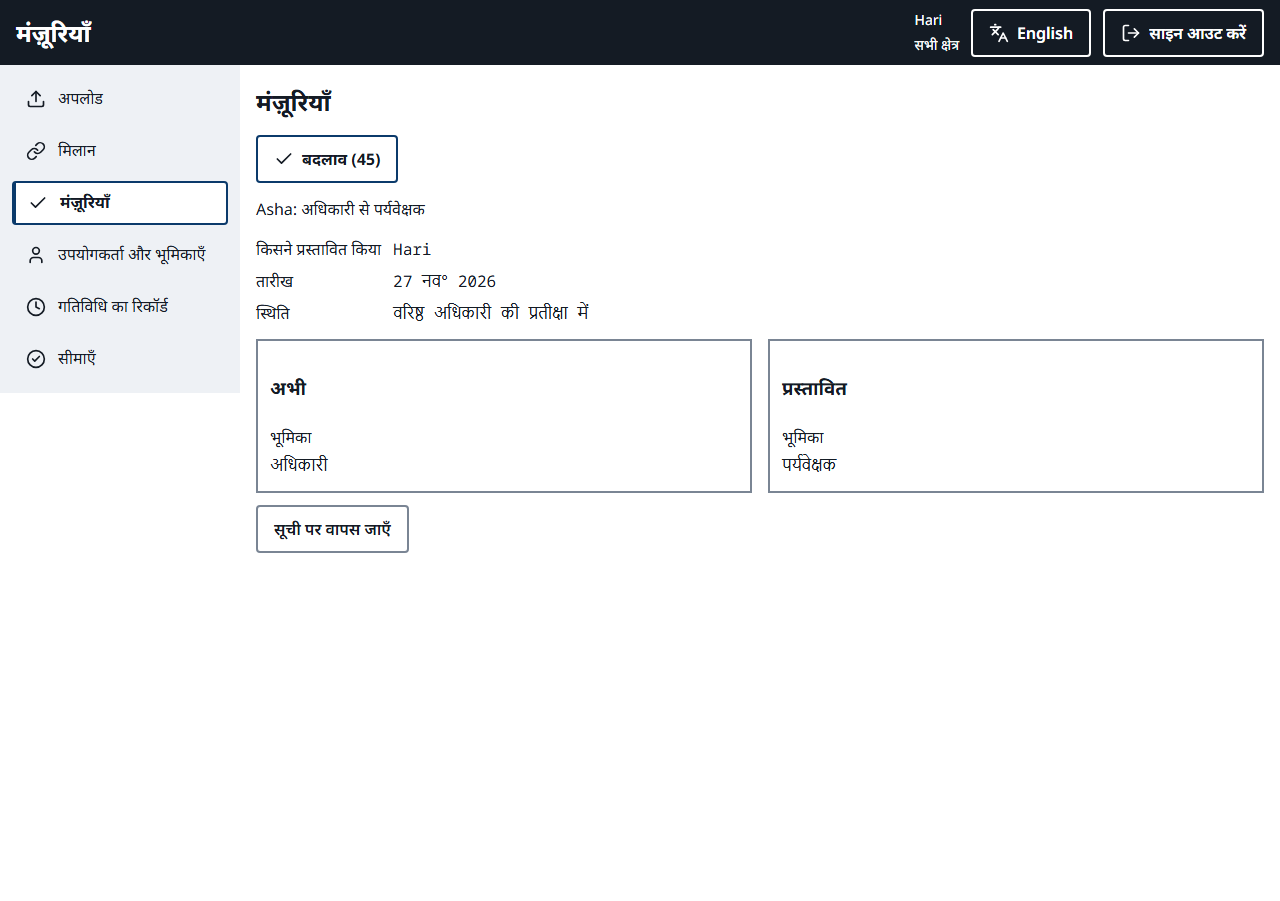 मंज़ूरियाँ
Hari
सभी क्षेत्र
English
साइन आउट करें
अपलोड
मिलान
मंज़ूरियाँ
उपयोगकर्ता और भूमिकाएँ
गतिविधि का रिकॉर्ड
सीमाएँ
मंज़ूरियाँ
बदलाव (45)
Asha: अधिकारी से पर्यवेक्षक
किसने प्रस्तावित किया Hari
तारीख 27 नव॰ 2026
स्थिति वरिष्ठ अधिकारी की प्रतीक्षा में
अभी
भूमिका
अधिकारी
प्रस्तावित
भूमिका
पर्यवेक्षक
सूची पर वापस जाएँ